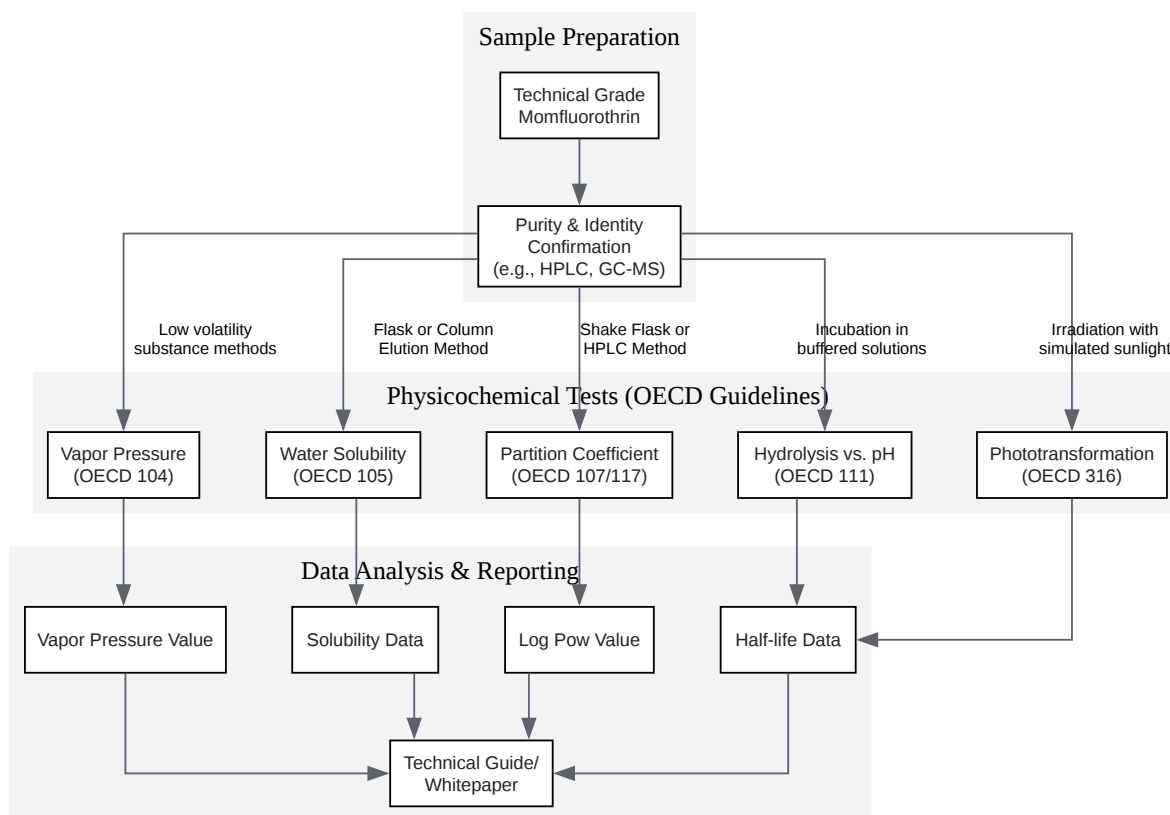 Sample Preparation
Technical Grade
Momfluorothrin
Purity & Identity
Confirmation
(e.g., HPLC, GC-MS)
Low volatility
substance methods
Flask or Column
Elution Method
Shake Flask or
HPLC Method
Incubation in
buffered solutions
Irradiation with
simulated sunlight
Physicochemical Tests (OECD Guidelines)
Vapor Pressure
(OECD 104)
Water Solubility
(OECD 105)
Partition Coefficient
(OECD 107/117)
Hydrolysis vs. pH
(OECD 111)
Phototransformation
(OECD 316)
Data Analysis & Reporting
Vapor Pressure Value
Solubility Data
Log Pow Value
Half-life Data
Technical Guide/
Whitepaper